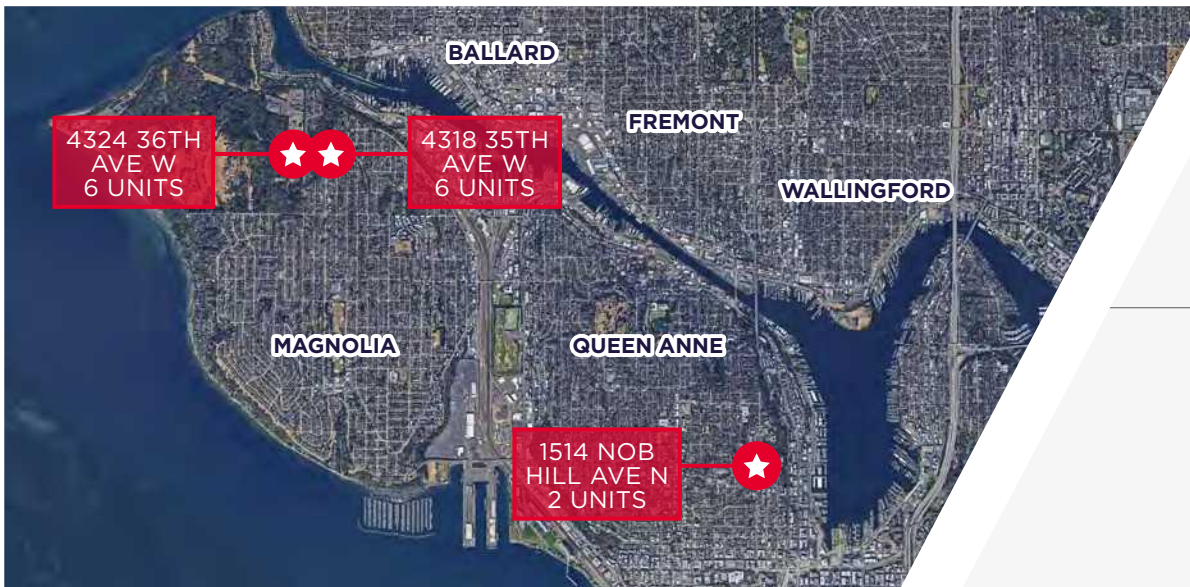 BALLARD
FREMONT
4324 36TH
AVE W
6 UNITS
4318 35TH
AVE W
6 UNITS
WALLINGFORD
MAGNOLIA
QUEEN ANNE
1514 NOB
HILL AVE N
2 UNITS